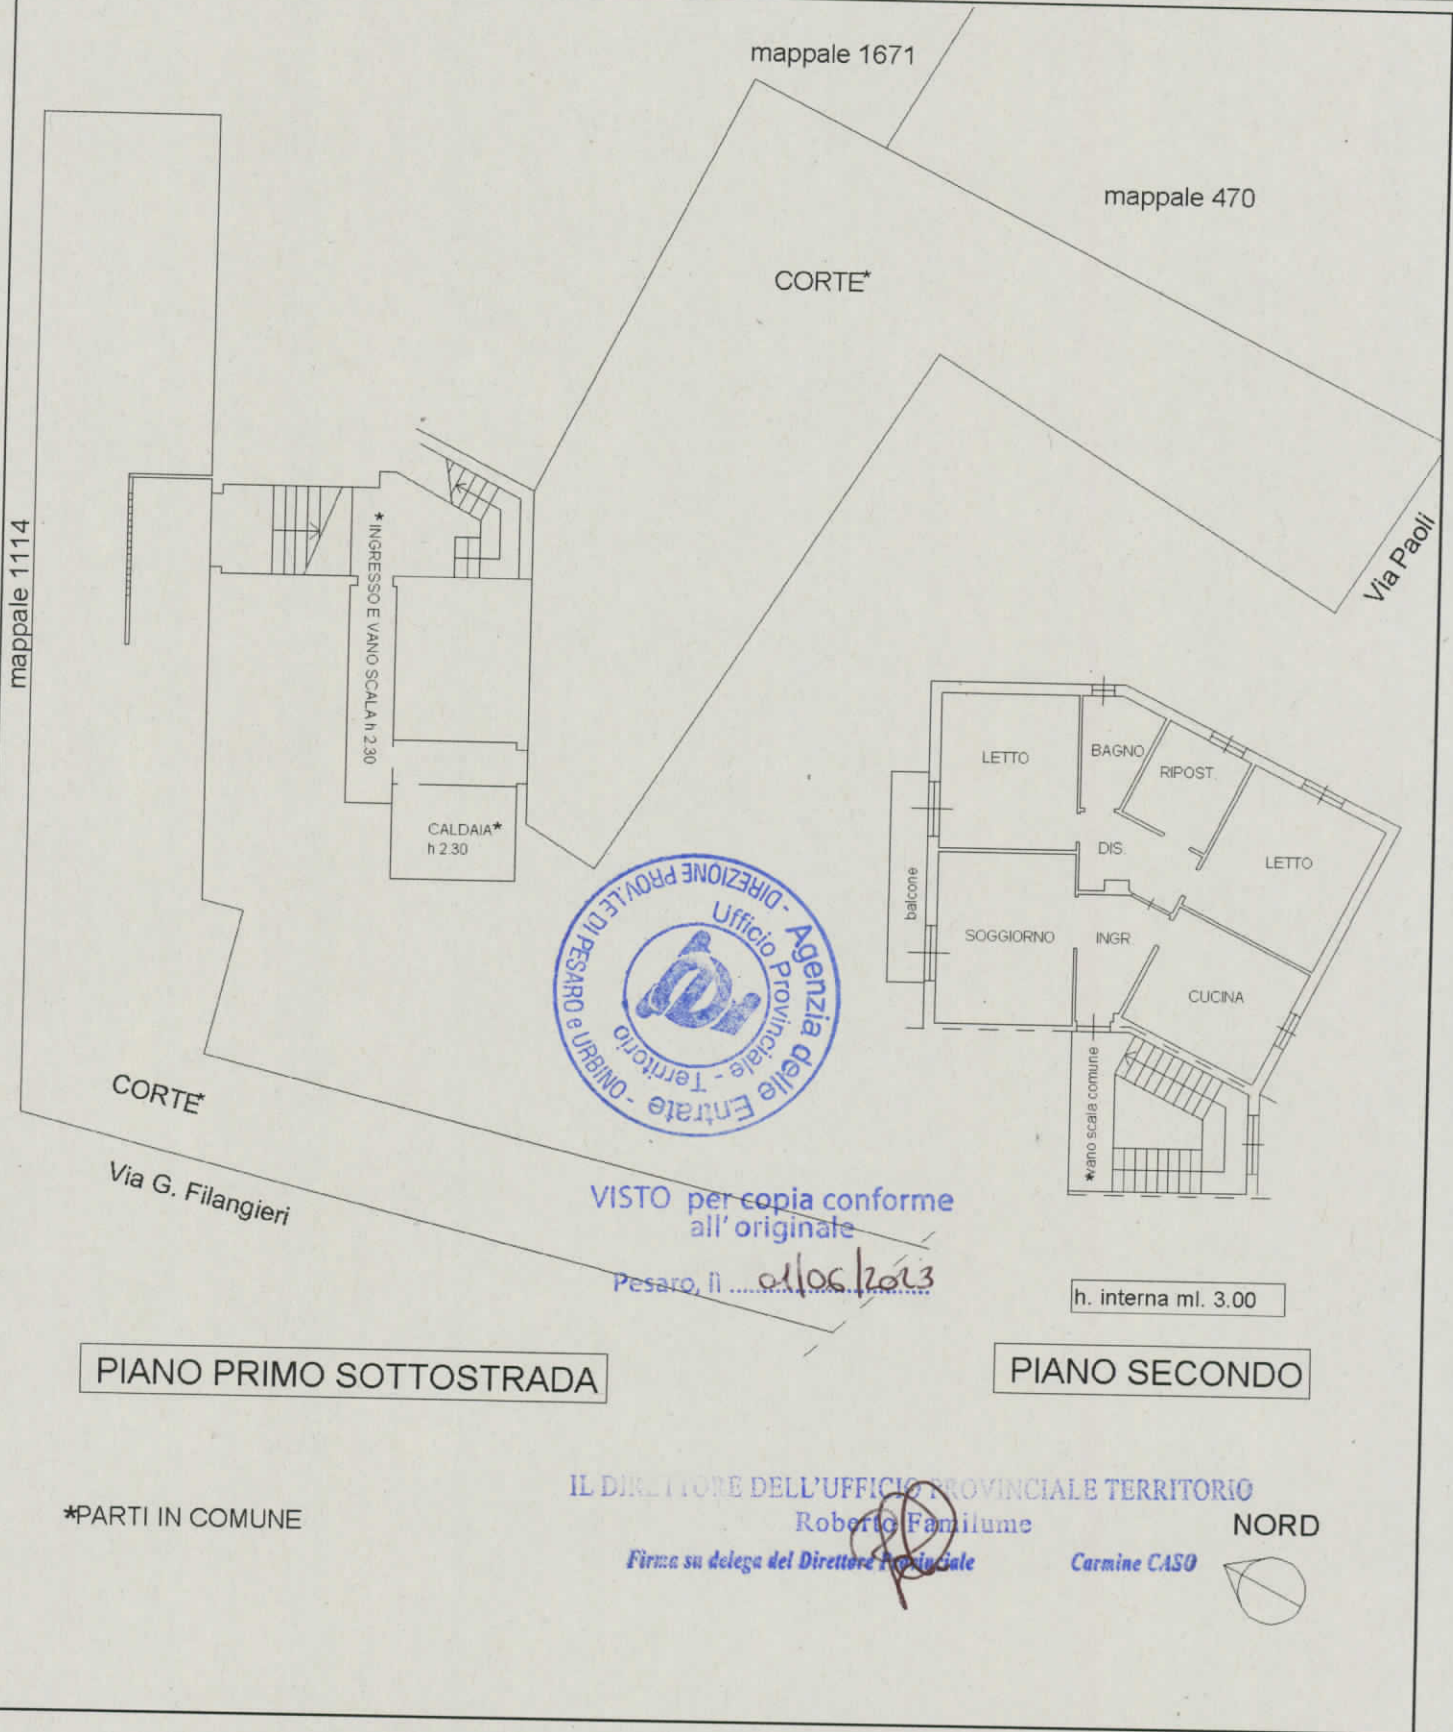 mappale 1671
mappale 470
CORTE*
mappale 1114
Via Paoli
*INGRESSO E VANO SCALA h 2.30
CALDAIA*
h 2.30
LETTO
BAGNO
RIPOST.
DIS.
LETTO
balcone
SOGGIORNO
INGR.
CUCINA
*vano scala comune
CORTE*
Via G. Filangieri
Agenzia delle Entrate - DIREZIONE PROV.LE DI PESARO e URBINO -
Ufficio Provinciale - Territorio
VISTO per copia conforme
all' originale
Pesaro, lì 01/06/2023
h. interna ml. 3.00
PIANO PRIMO SOTTOSTRADA
PIANO SECONDO
*PARTI IN COMUNE
IL DIRETTORE DELL'UFFICIO PROVINCIALE TERRITORIO
Roberto Familume
Firma su delega del Direttore Provinciale Carmine CASO
NORD